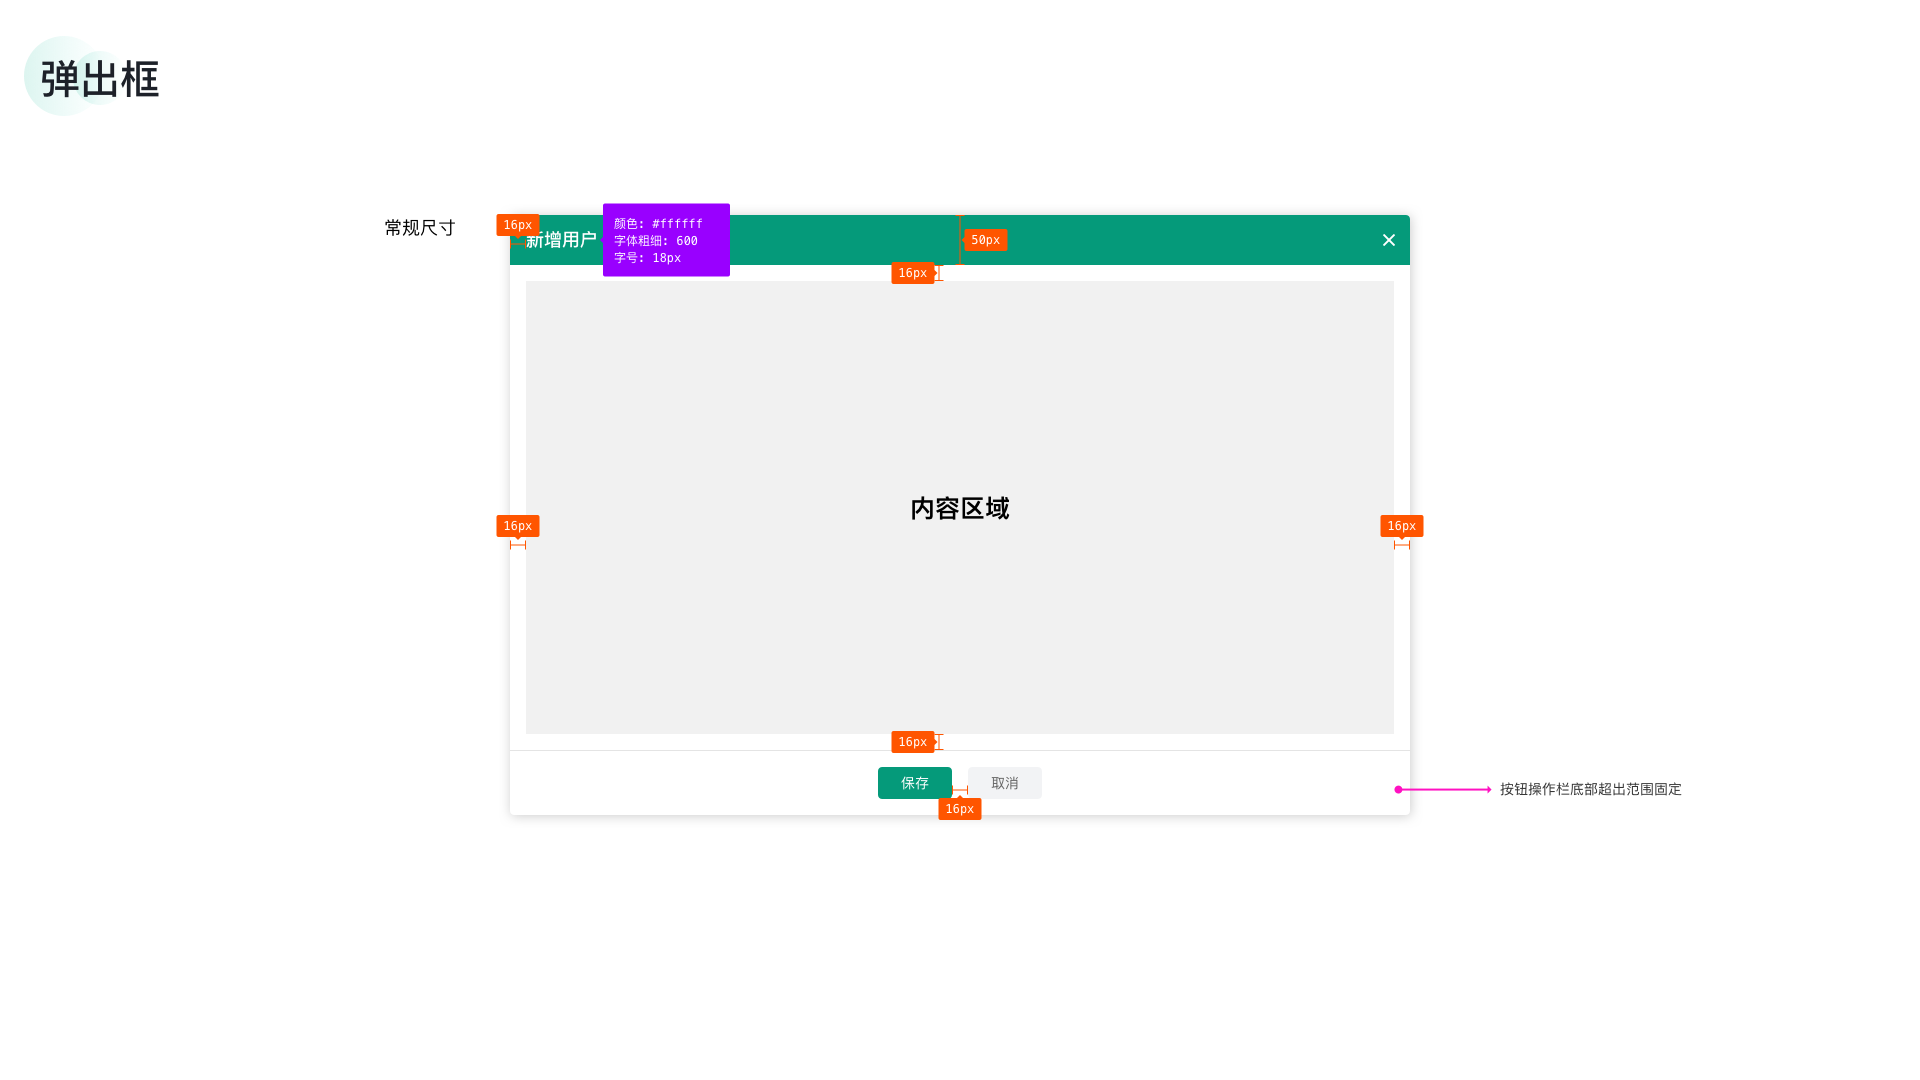 弹出框
常规尺寸
16px
新增用户
颜色: #ffffff
字体粗细: 600
字号: 18px
50px
16px
内容区域
16px
16px
16px
保存
取消
16px
按钮操作栏底部超出范围固定